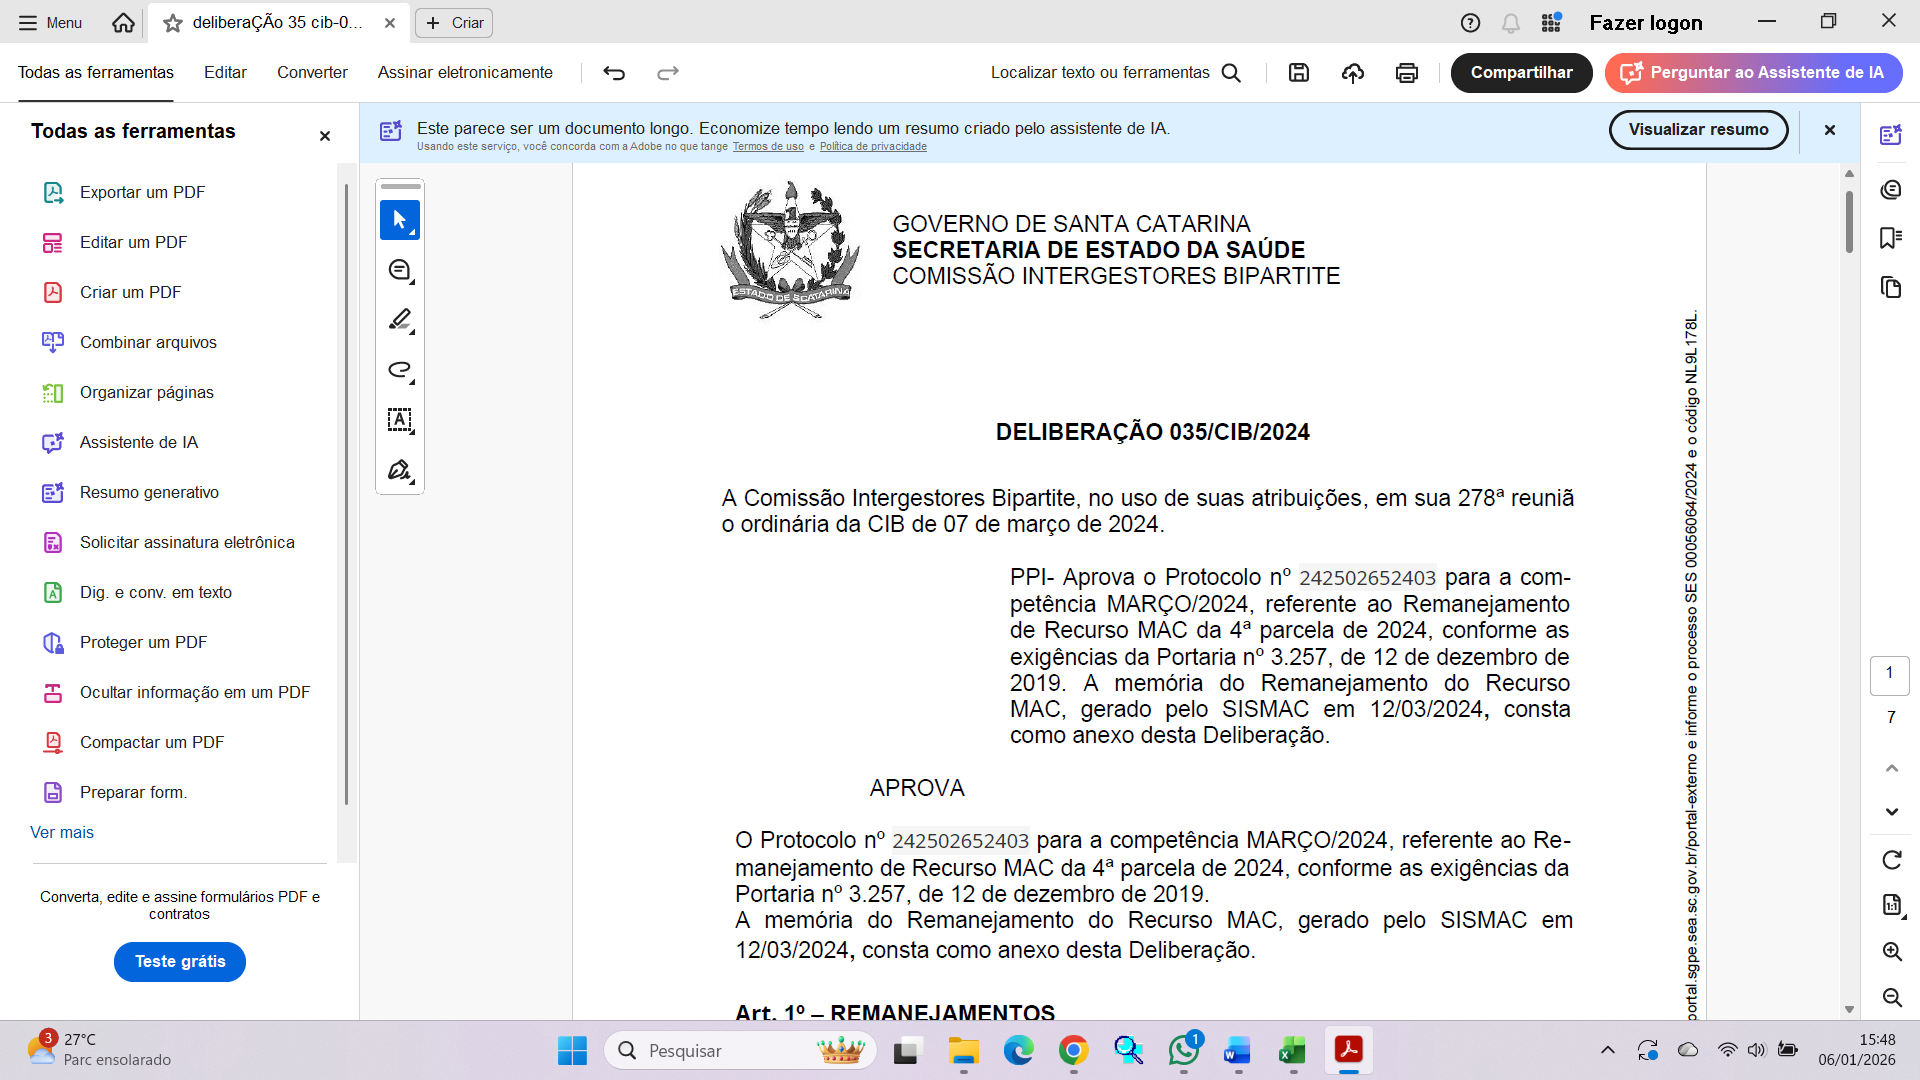 Menu
deliberaÇÃo 35 cib-0...
Criar
Fazer logon
Todas as ferramentas
Editar
Converter
Assinar eletronicamente
Localizar texto ou ferramentas
Compartilhar
Perguntar ao Assistente de IA
Todas as ferramentas
Exportar um PDF
Editar um PDF
Criar um PDF
Combinar arquivos
Organizar páginas
Assistente de IA
Resumo generativo
Solicitar assinatura eletrônica
Dig. e conv. em texto
Proteger um PDF
Ocultar informação em um PDF
Compactar um PDF
Preparar form.
Ver mais
Converta, edite e assine formulários PDF e
contratos
Teste grátis
Este parece ser um documento longo. Economize tempo lendo um resumo criado pelo assistente de IA.
Usando este serviço, você concorda com a Adobe no que tange Termos de uso e Política de privacidade
Visualizar resumo
ESTADO DE SCATARINA
GOVERNO DE SANTA CATARINA
SECRETARIA DE ESTADO DA SAÚDE
COMISSÃO INTERGESTORES BIPARTITE
DELIBERAÇÃO 035/CIB/2024
A Comissão Intergestores Bipartite, no uso de suas atribuições, em sua 278ª reuniã
o ordinária da CIB de 07 de março de 2024.
PPI- Aprova o Protocolo nº 242502652403 para a com-
petência MARÇO/2024, referente ao Remanejamento
de Recurso MAC da 4ª parcela de 2024, conforme as
exigências da Portaria nº 3.257, de 12 de dezembro de
2019. A memória do Remanejamento do Recurso
MAC, gerado pelo SISMAC em 12/03/2024, consta
como anexo desta Deliberação.
APROVA
O Protocolo nº 242502652403 para a competência MARÇO/2024, referente ao Re-
manejamento de Recurso MAC da 4ª parcela de 2024, conforme as exigências da
Portaria nº 3.257, de 12 de dezembro de 2019.
A memória do Remanejamento do Recurso MAC, gerado pelo SISMAC em
12/03/2024, consta como anexo desta Deliberação.
Art. 1º – REMANEJAMENTOS
portal.sgpe.sea.sc.gov.br/portal-externo e informe o processo SES 00056064/2024 e o código NL9L178L.
1
7
3
27°C
Parc ensolarado
Pesquisar
1
15:48
06/01/2026